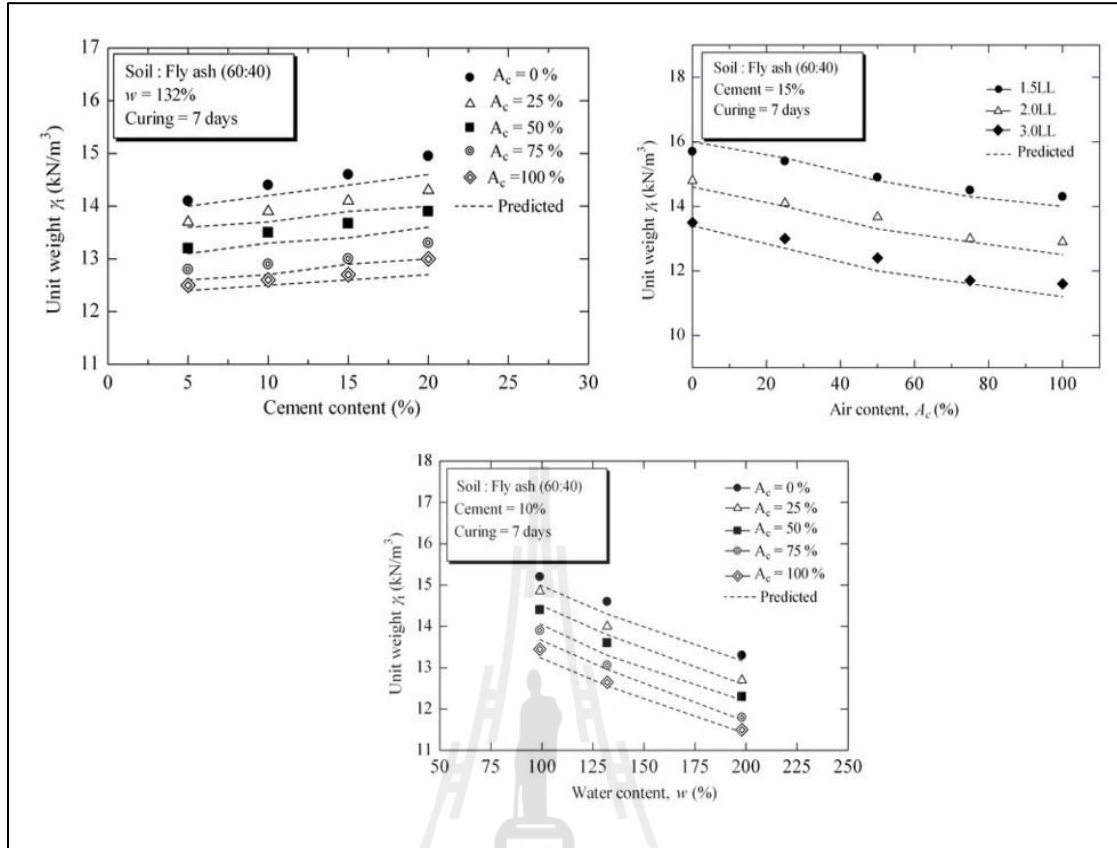 Soil : Fly ash (60:40)
w = 132%
Curing = 7 days
A_c = 0 %
A_c = 25 %
A_c = 50 %
A_c = 75 %
A_c =100 %
Predicted
Unit weight γ_t (kN/m³)
17
16
15
14
13
12
11
0
5
10
15
20
25
30
Cement content (%)
Soil : Fly ash (60:40)
Cement = 15%
Curing = 7 days
1.5LL
2.0LL
3.0LL
Predicted
Unit weight γ_t (kN/m³)
18
16
14
12
10
0
20
40
60
80
100
Air content, A_c (%)
Soil : Fly ash (60:40)
Cement = 10%
Curing = 7 days
A_c = 0 %
A_c = 25 %
A_c = 50 %
A_c = 75 %
A_c = 100 %
Predicted
Unit weight γ_t (kN/m³)
18
17
16
15
14
13
12
11
50
75
100
125
150
175
200
225
250
Water content, w (%)